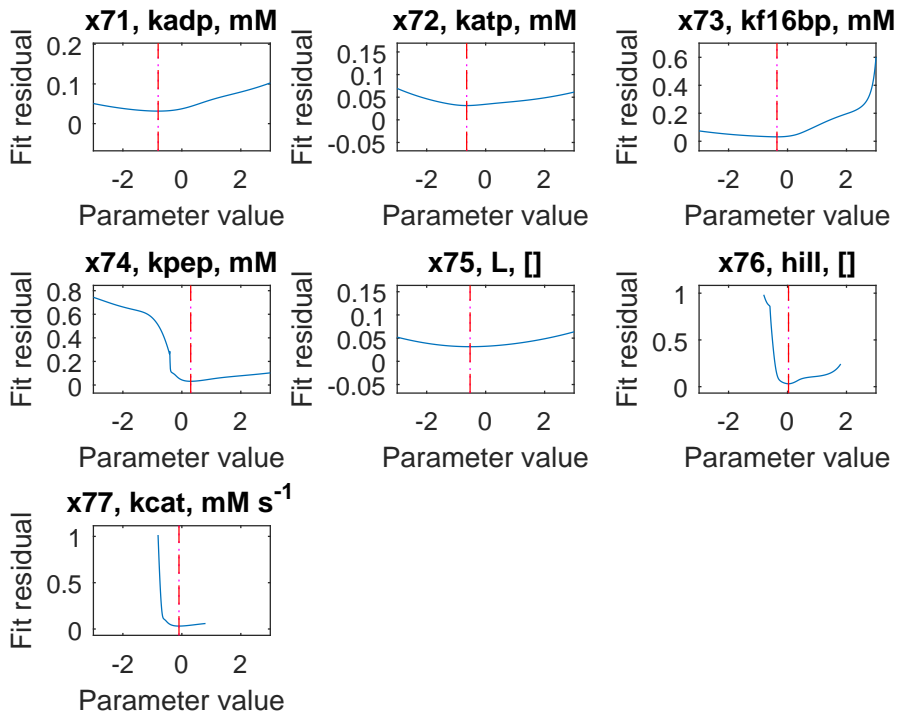 x71, kadp, mM
x72, katp, mM
x73, kf16bp, mM
Fit residual
0.2
0.1
0
-2
0
2
Parameter value
Fit residual
0.15
0.1
0.05
0
-0.05
-2
0
2
Parameter value
Fit residual
0.6
0.4
0.2
0
-2
0
2
Parameter value
x74, kpep, mM
x75, L, []
x76, hill, []
Fit residual
0.8
0.6
0.4
0.2
0
-2
0
2
Parameter value
Fit residual
0.15
0.1
0.05
0
-0.05
-2
0
2
Parameter value
Fit residual
1
0.5
0
-2
0
2
Parameter value
x77, kcat, mM s-1
Fit residual
1
0.5
0
-2
0
2
Parameter value